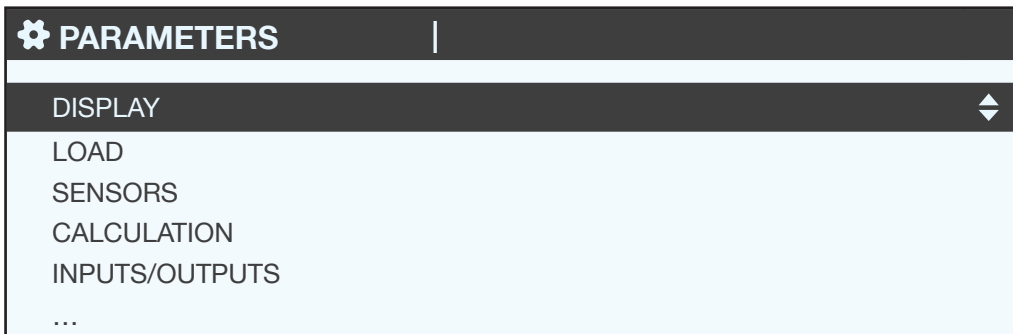 PARAMETERS |
DISPLAY
LOAD
SENSORS
CALCULATION
INPUTS/OUTPUTS
…